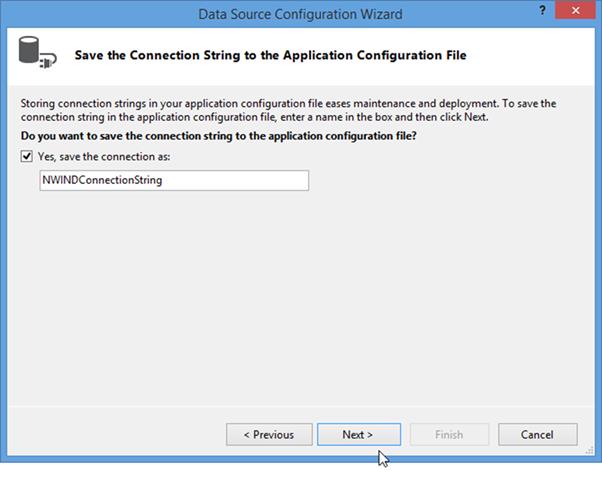 Data Source Configuration Wizard
?
Save the Connection String to the Application Configuration File
Storing connection strings in your application configuration file eases maintenance and deployment. To save the
connection string in the application configuration file, enter a name in the box and then click Next.
Do you want to save the connection string to the application configuration file?
Yes, save the connection as:
NWINDConnectionString
< Previous
Next >
Finish
Cancel